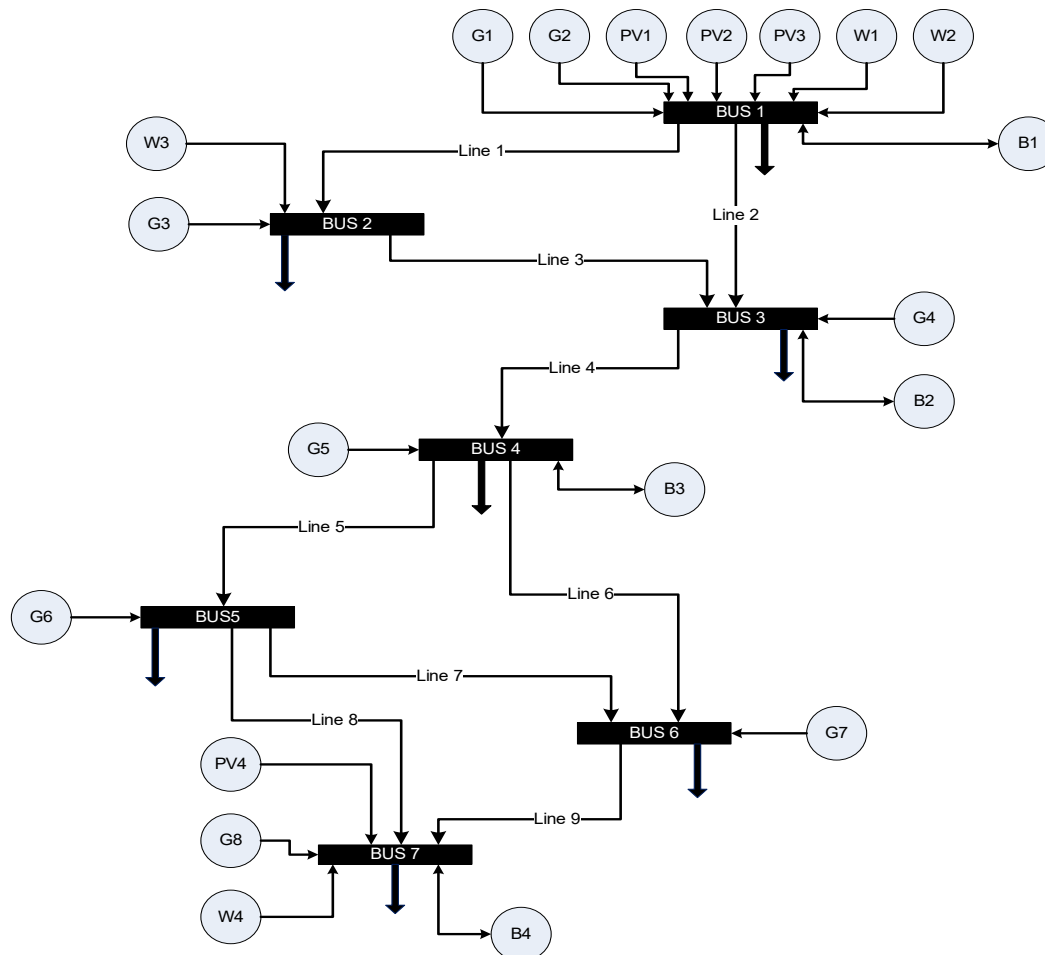 G1
G2
PV1
PV2
PV3
W1
W2
BUS 1
W3
Line 1
B1
G3
BUS 2
Line 2
Line 3
BUS 3
G4
Line 4
B2
G5
BUS 4
B3
Line 5
Line 6
G6
BUS5
Line 7
Line 8
BUS 6
G7
PV4
Line 9
G8
BUS 7
W4
B4